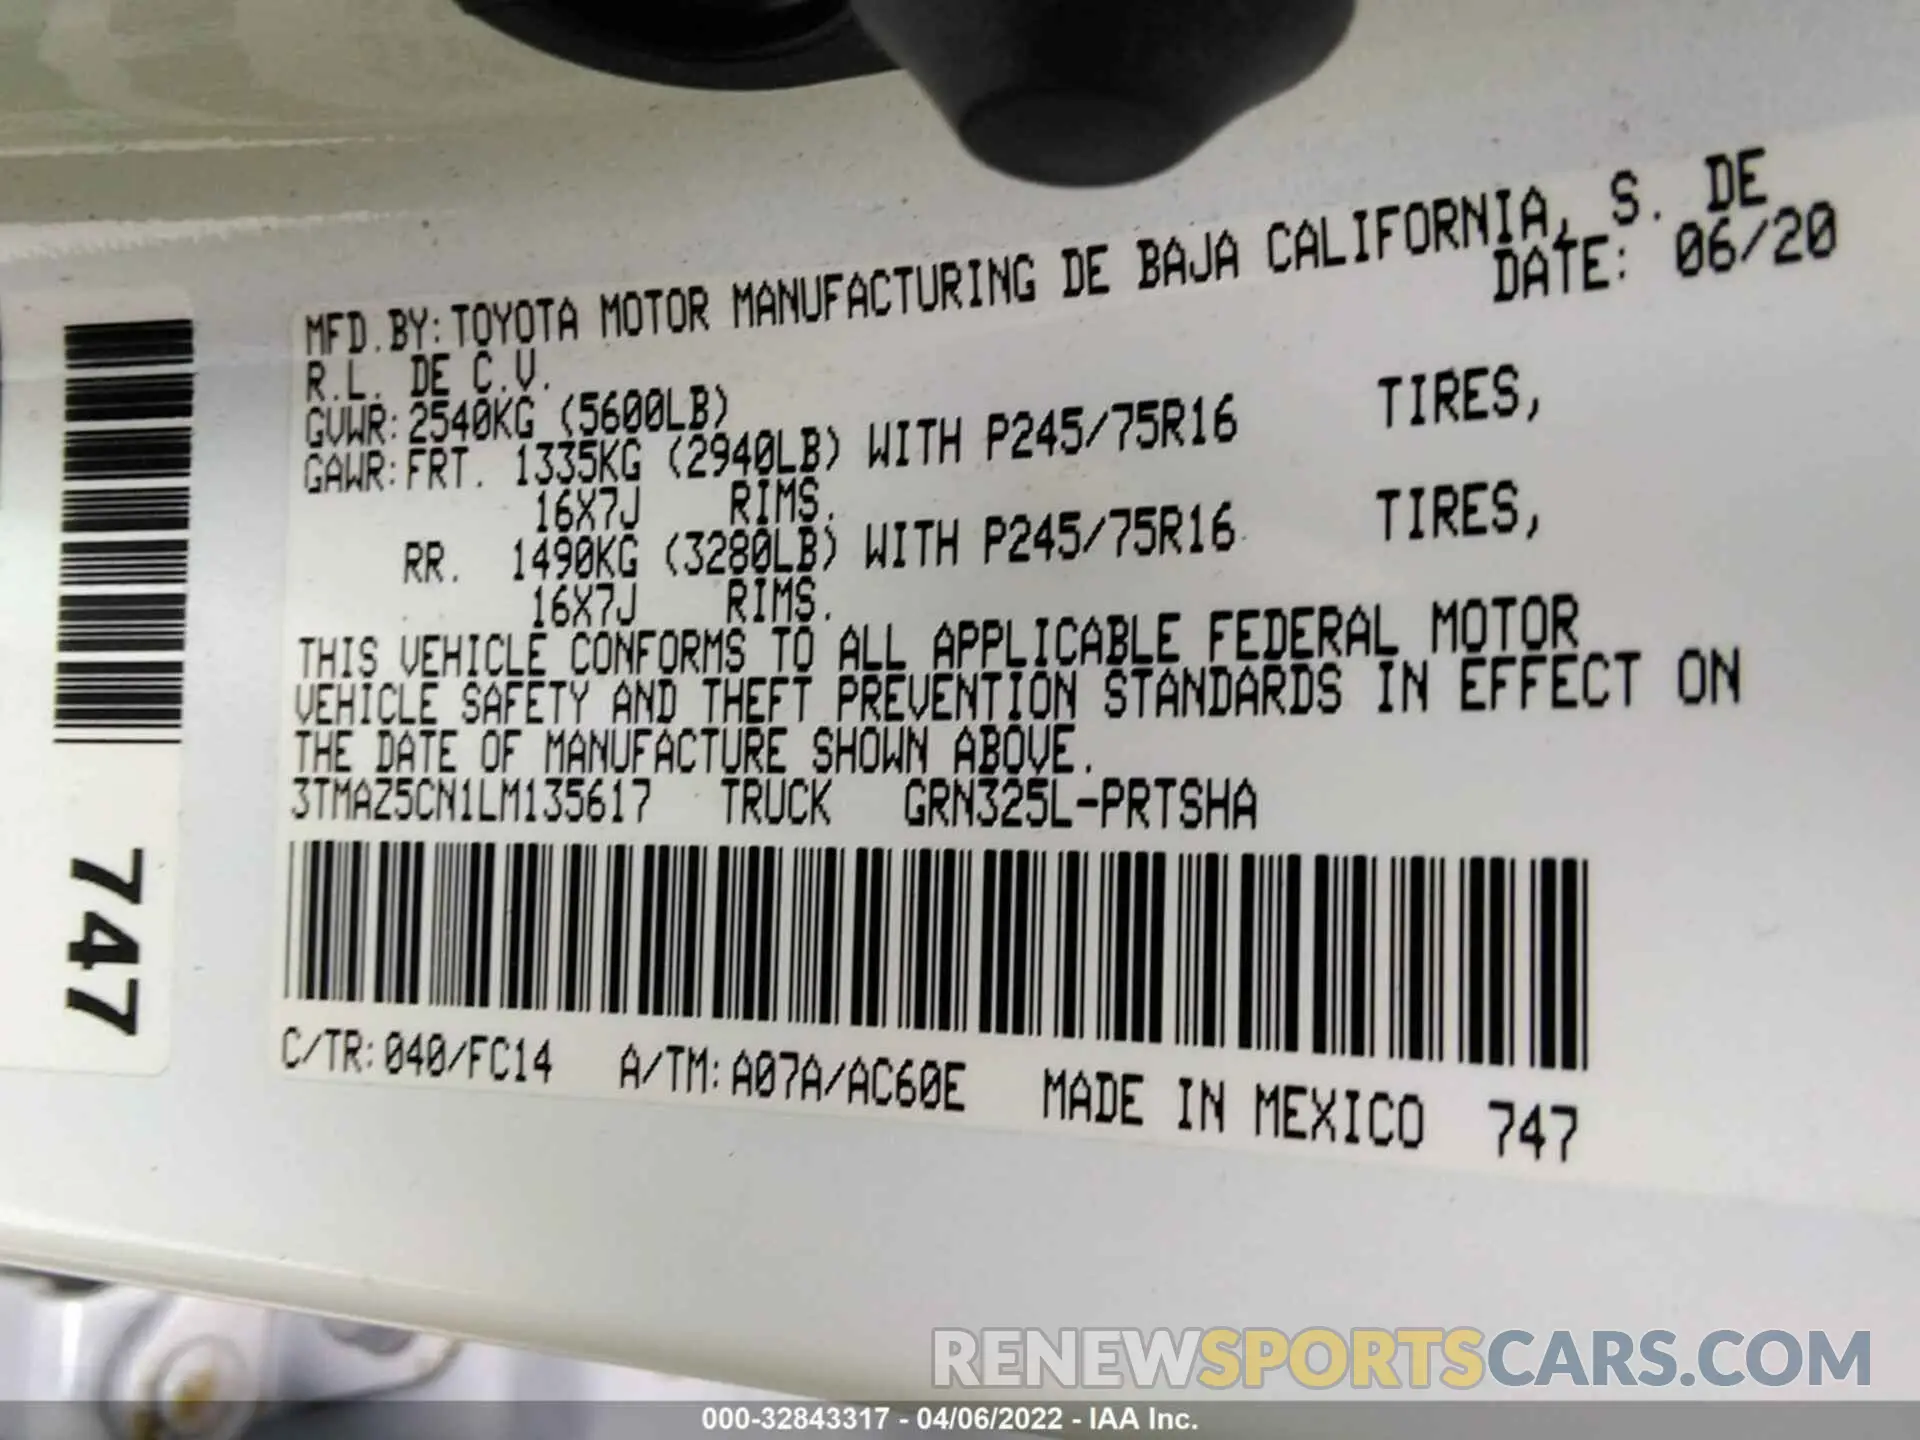 MFD.BY:TOYOTA MOTOR MANUFACTURING DE BAJA CALIFORNIA, S. DE
R.L. DE C.V. DATE: 06/20
GVWR:2540KG (5600LB)
GAWR:FRT. 1335KG (2940LB) WITH P245/75R16 TIRES,
16X7J RIMS.
RR. 1490KG (3280LB) WITH P245/75R16 TIRES,
16X7J RIMS.
THIS VEHICLE CONFORMS TO ALL APPLICABLE FEDERAL MOTOR
VEHICLE SAFETY AND THEFT PREVENTION STANDARDS IN EFFECT ON
THE DATE OF MANUFACTURE SHOWN ABOVE.
3TMAZ5CN1LM135617 TRUCK GRN325L-PRTSHA
C/TR:040/FC14 A/TM:A07A/AC60E MADE IN MEXICO 747
747
RENEWSPORTSCARS.COM
000-32843317 - 04/06/2022 - IAA Inc.